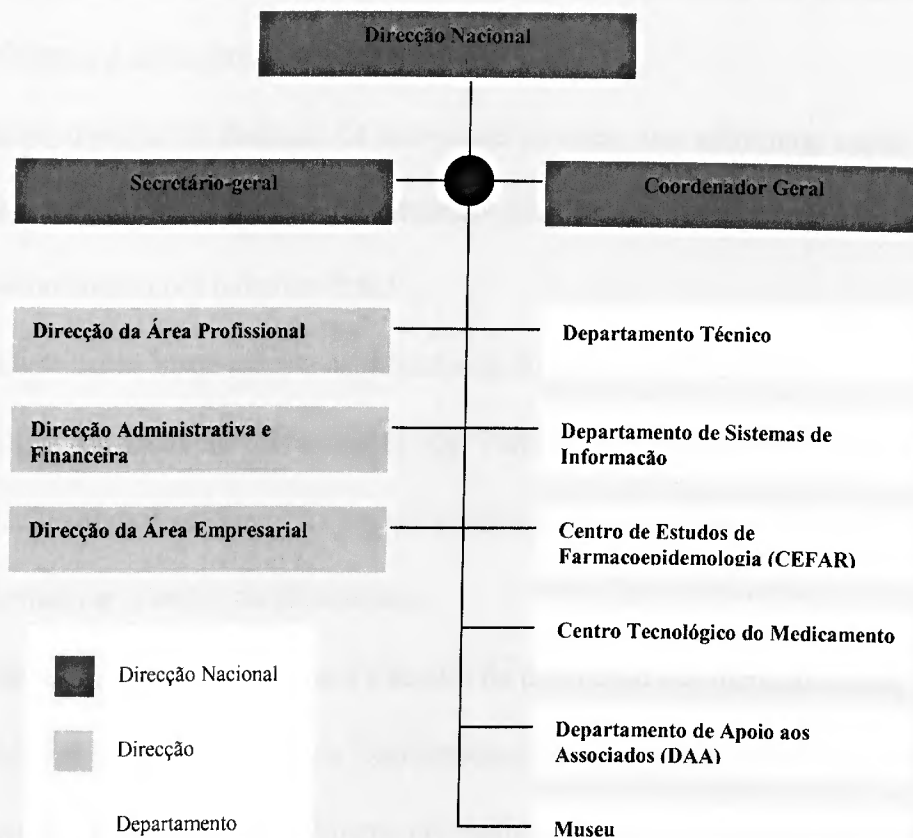 Direcção Nacional
Secretário-geral
Coordenador Geral
Direcção da Área Profissional
Departamento Técnico
Direcção Administrativa e
Financeira
Departamento de Sistemas de
Informacão
Direcção da Área Empresarial
Centro de Estudos de
Farmacoepidemologia (CEFAR)
Centro Tecnológico do Medicamento
Departamento de Apoio aos
Associados (DAA)
Museu
Direcção Nacional
Direcção
Departamento